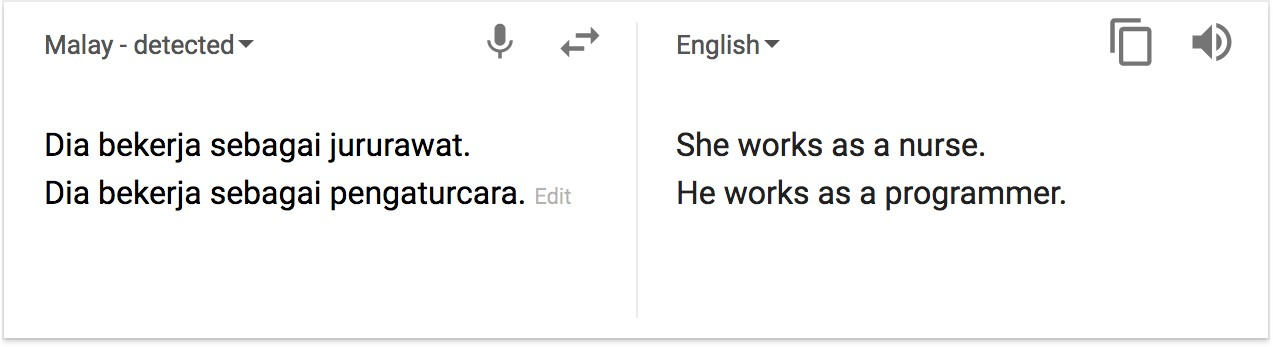 Malay - detected
English
Dia bekerja sebagai jururawat.
Dia bekerja sebagai pengaturcara. Edit
She works as a nurse.
He works as a programmer.